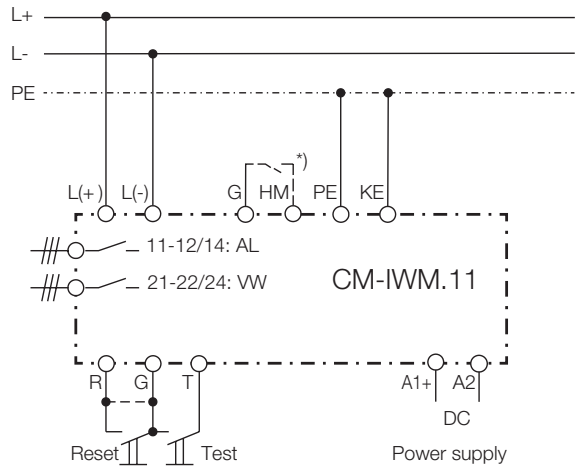 L+
L-
PE
L(+) L(-) G HM *) PE KE
11-12/14: AL
21-22/24: VW
CM-IWM.11
R G T A1+ A2
DC
Reset Test Power supply